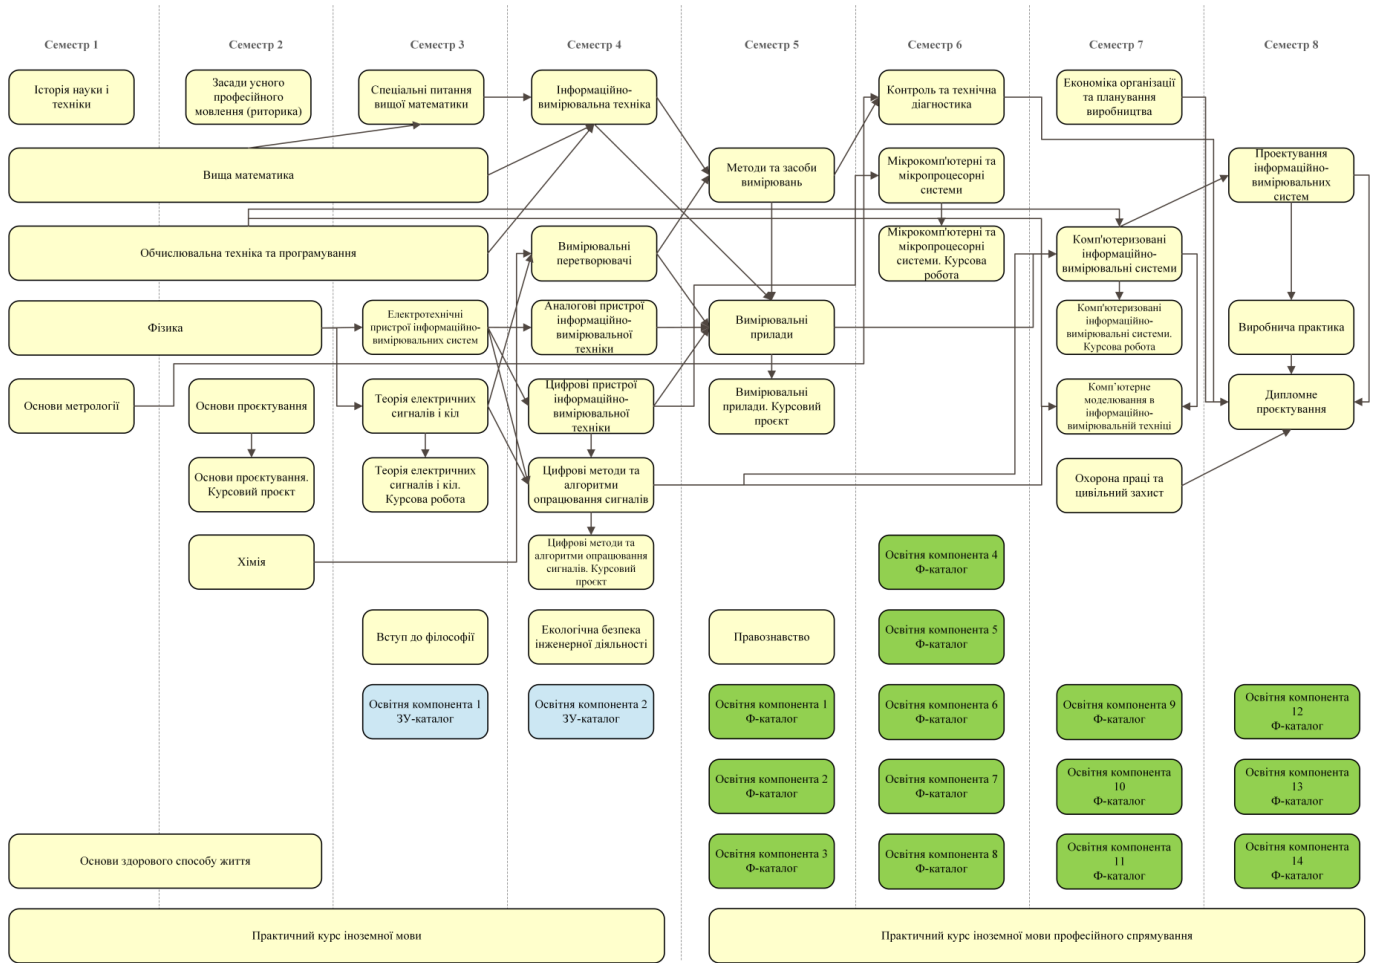 Семестр 1
Семестр 2
Семестр 3
Семестр 4
Семестр 5
Семестр 6
Семестр 7
Семестр 8
Історія науки і
техніки
Засади усного
професійного
мовлення (риторика)
Спеціальні питання
вищої математики
Інформаційно-
вимірювальна техніка
Контроль та технічна
діагностика
Економіка організації
та планування
виробництва
Вища математика
Методи та засоби
вимірювань
Мікрокомп'ютерні та
мікропроцесорні
системи
Проектування
інформаційно-
вимірювальних
систем
Обчислювальна техніка та програмування
Вимірювальні
перетворювачі
Мікрокомп'ютерні та
мікропроцесорні
системи. Курсова
робота
Комп'ютеризовані
інформаційно-
вимірювальні системи
Фізика
Електротехнічні
пристрої інформаційно-
вимірювальних систем
Аналогові пристрої
інформаційно-
вимірювальної
техніки
Вимірювальні
прилади
Комп'ютеризовані
інформаційно-
вимірювальні системи.
Курсова робота
Виробнича практика
Основи метрології
Основи проєктування
Теорія електричних
сигналів і кіл
Цифрові пристрої
інформаційно-
вимірювальної
техніки
Вимірювальні
прилади. Курсовий
проєкт
Комп’ютерне
моделювання в
інформаційно-
вимірювальній техніці
Дипломне
проєктування
Основи проєктування.
Курсовий проєкт
Теорія електричних
сигналів і кіл.
Курсова робота
Цифрові методи та
алгоритми
опрацювання сигналів
Охорона праці та
цивільний захист
Хімія
Цифрові методи та
алгоритми опрацювання
сигналів. Курсовий
проєкт
Освітня компонента 4
Ф-каталог
Вступ до філософії
Екологічна безпека
інженерної діяльності
Правознавство
Освітня компонента 5
Ф-каталог
Освітня компонента 1
ЗУ-каталог
Освітня компонента 2
ЗУ-каталог
Освітня компонента 1
Ф-каталог
Освітня компонента 6
Ф-каталог
Освітня компонента 9
Ф-каталог
Освітня компонента
12
Ф-каталог
Освітня компонента 2
Ф-каталог
Освітня компонента 7
Ф-каталог
Освітня компонента
10
Ф-каталог
Освітня компонента
13
Ф-каталог
Основи здорового способу життя
Освітня компонента 3
Ф-каталог
Освітня компонента 8
Ф-каталог
Освітня компонента
11
Ф-каталог
Освітня компонента
14
Ф-каталог
Практичний курс іноземної мови
Практичний курс іноземної мови професійного спрямування